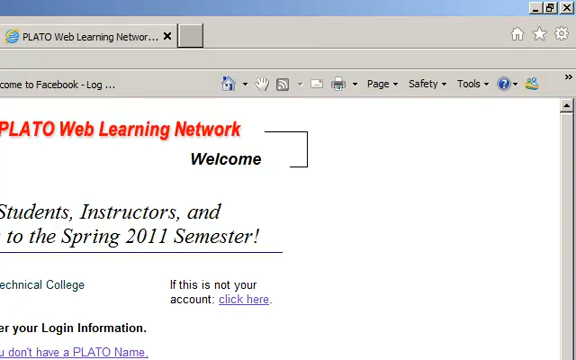 PLATO Web Learning Networ...
come to Facebook - Log ...
Page
Safety
Tools
PLATO Web Learning Network
Welcome
Students, Instructors, and
to the Spring 2011 Semester!
echnical College
If this is not your
account: click here.
er your Login Information.
u don't have a PLATO Name,